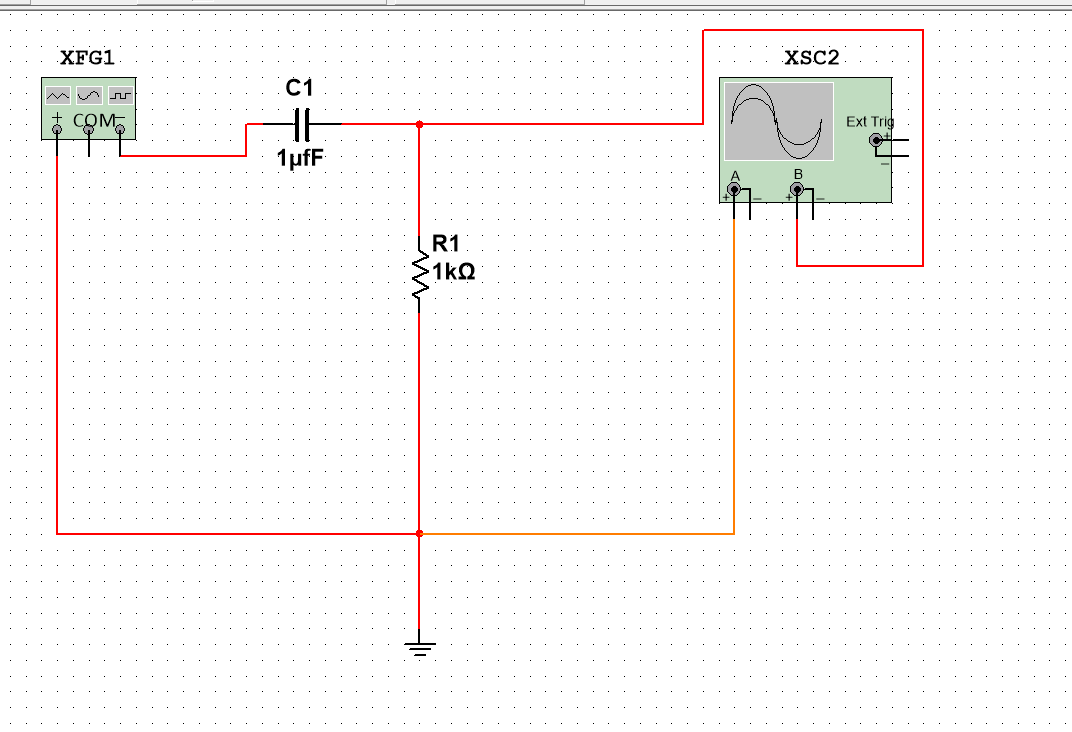 XFG1
XSC2
C1
+ COM −
1µfF
Ext Trig
+
−
A
B
+ −
+ −
R1
1kΩ